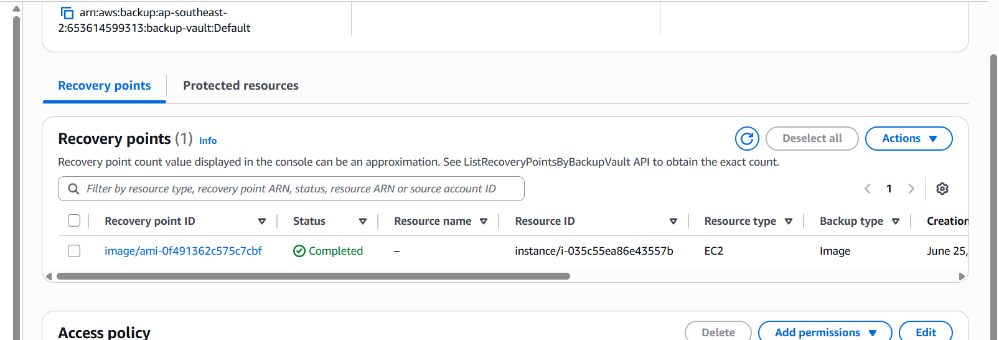 arn:aws:backup:ap-southeast-
2:653614599313:backup-vault:Default
Recovery points
Protected resources
Recovery points (1) Info
Deselect all
Actions
Recovery point count value displayed in the console can be an approximation. See ListRecoveryPointsByBackupVault API to obtain the exact count.
Filter by resource type, recovery point ARN, status, resource ARN or source account ID
1
Recovery point ID Status Resource name Resource ID Resource type Backup type Creation
image/ami-0f491362c575c7cbf Completed – instance/i-035c55ea86e43557b EC2 Image June 25,
Access policy
Delete
Add permissions
Edit